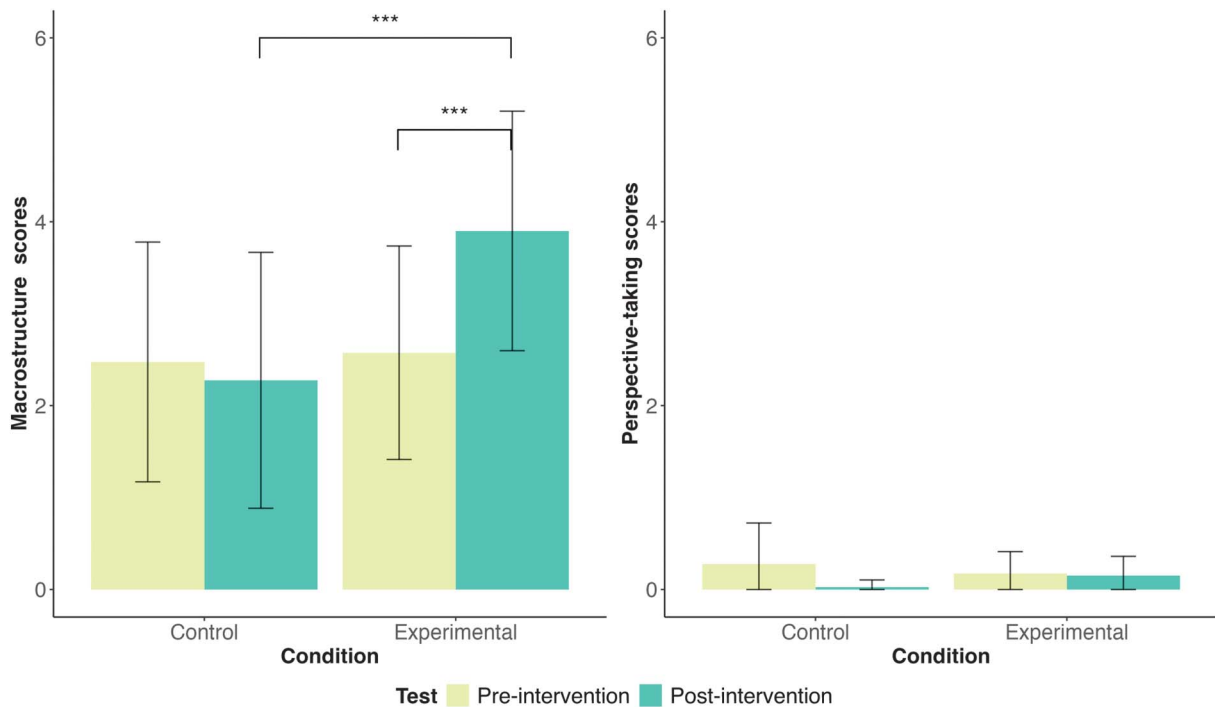 Macrostructure scores
6
4
2
0
***
***
Control
Experimental
Condition
Perspective-taking scores
6
4
2
0
Control
Experimental
Condition
Test Pre-intervention Post-intervention